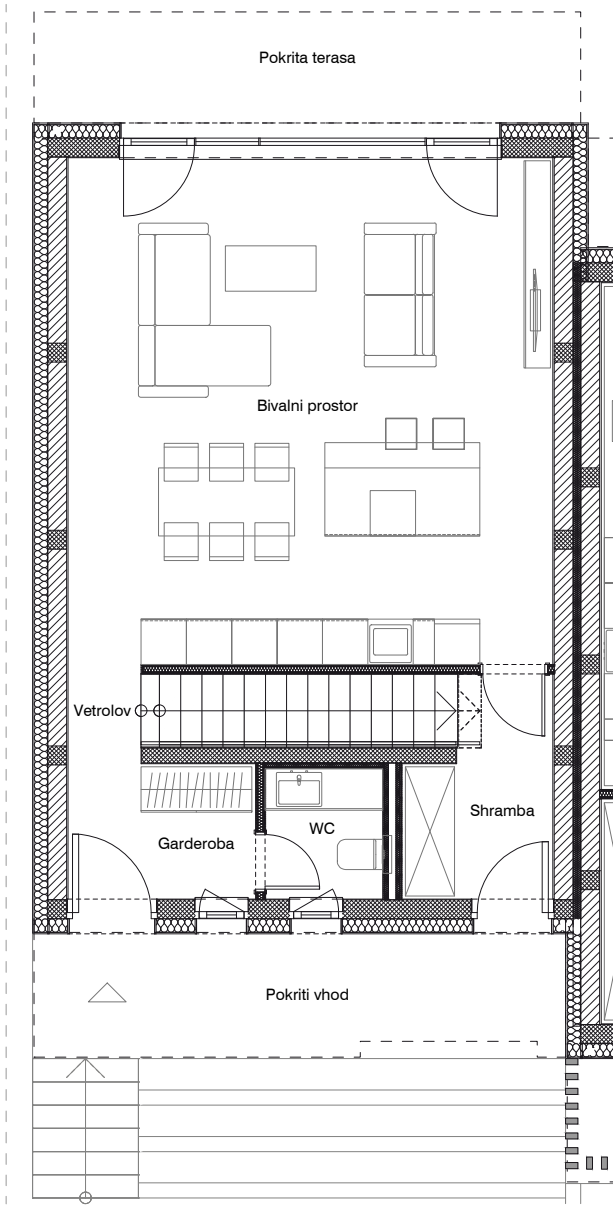 Pokrita terasa
Bivalni prostor
Vetrolov
Shramba
WC
Garderoba
Pokriti vhod